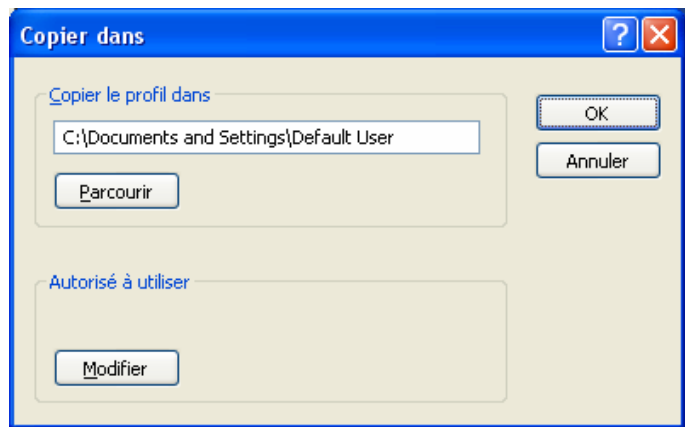 Copier dans
Copier le profil dans
C:\Documents and Settings\Default User
Parcourir
OK
Annuler
Autorisé à utiliser
Modifier